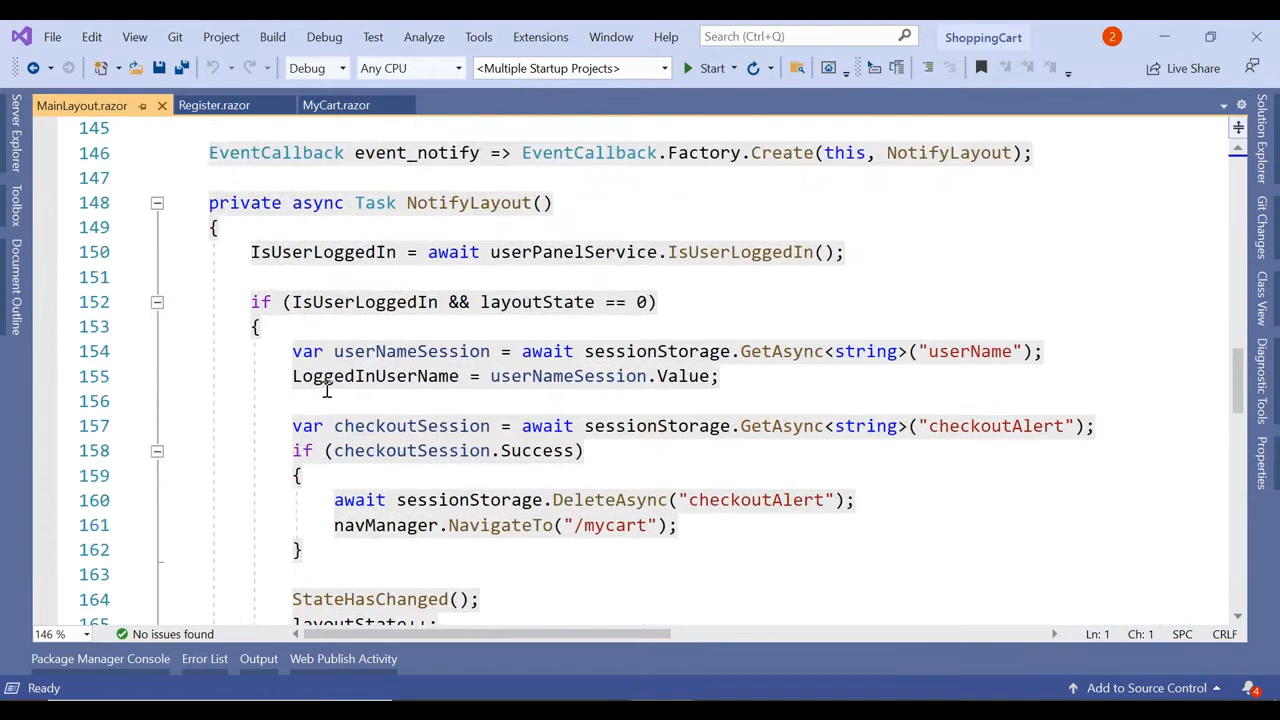 File Edit View Git Project Build Debug Test Analyze Tools Extensions Window Help Search (Ctrl+Q) ShoppingCart 2
Debug Any CPU <Multiple Startup Projects> Start Live Share
MainLayout.razor Register.razor MyCart.razor
Server Explorer
Toolbox
Document Outline
145
146 EventCallback event_notify => EventCallback.Factory.Create(this, NotifyLayout);
147
148 private async Task NotifyLayout()
149 {
150 IsUserLoggedIn = await userPanelService.IsUserLoggedIn();
151
152 if (IsUserLoggedIn && layoutState == 0)
153 {
154 var userNameSession = await sessionStorage.GetAsync<string>("userName");
155 LoggedInUserName = userNameSession.Value;
156
157 var checkoutSession = await sessionStorage.GetAsync<string>("checkoutAlert");
158 if (checkoutSession.Success)
159 {
160 await sessionStorage.DeleteAsync("checkoutAlert");
161 navManager.NavigateTo("/mycart");
162 }
163
164 StateHasChanged();
165 layoutState++;
Solution Explorer
Git Changes
Class View
Diagnostic Tools
Properties
146 % No issues found Ln: 1 Ch: 1 SPC CRLF
Package Manager Console Error List Output Web Publish Activity
Ready Add to Source Control 4